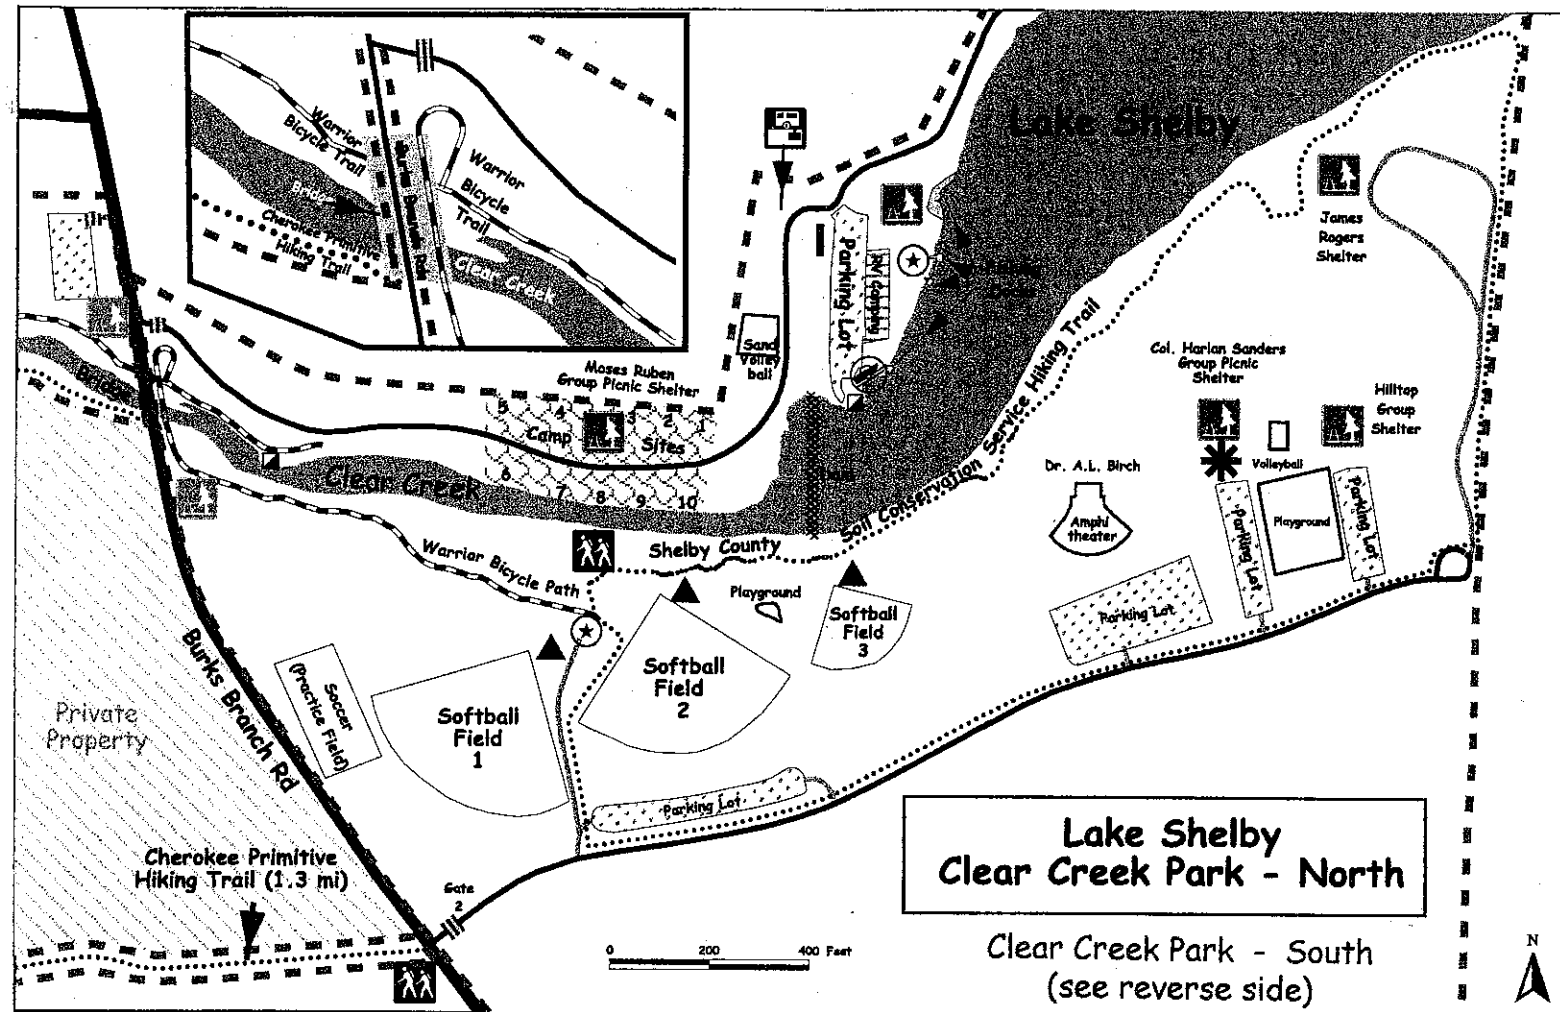 Warrior
Bicycle Trail
Warrior
Bicycle
Trail
Cherokee Primitive
Hiking Trail
Clear Creek
Lake Shelby
Parking Lot
RV Camping
Sand
Volley
ball
Moses Ruben
Group Picnic Shelter
5
4
3
2
1
Camp
Sites
6
7
8
9
10
Bridge
Clear Creek
James
Rogers
Shelter
Col. Harlan Sanders
Group Picnic
Shelter
Hilltop
Group
Shelter
Volleyball
Dr. A.L. Birch
Amphi
theater
Playground
Parking Lot
Parking Lot
Parking Lot
Shelby County
Soil Conservation Service Hiking Trail
Warrior Bicycle Path
Playground
Softball
Field
3
Softball
Field
2
Softball
Field
1
Soccer
(Practice Field)
Burks Branch Rd
Private
Property
Parking Lot
Cherokee Primitive
Hiking Trail (1.3 mi)
Gate
2
0 200 400 Feet
Lake Shelby
Clear Creek Park - North
Clear Creek Park - South
(see reverse side)
N